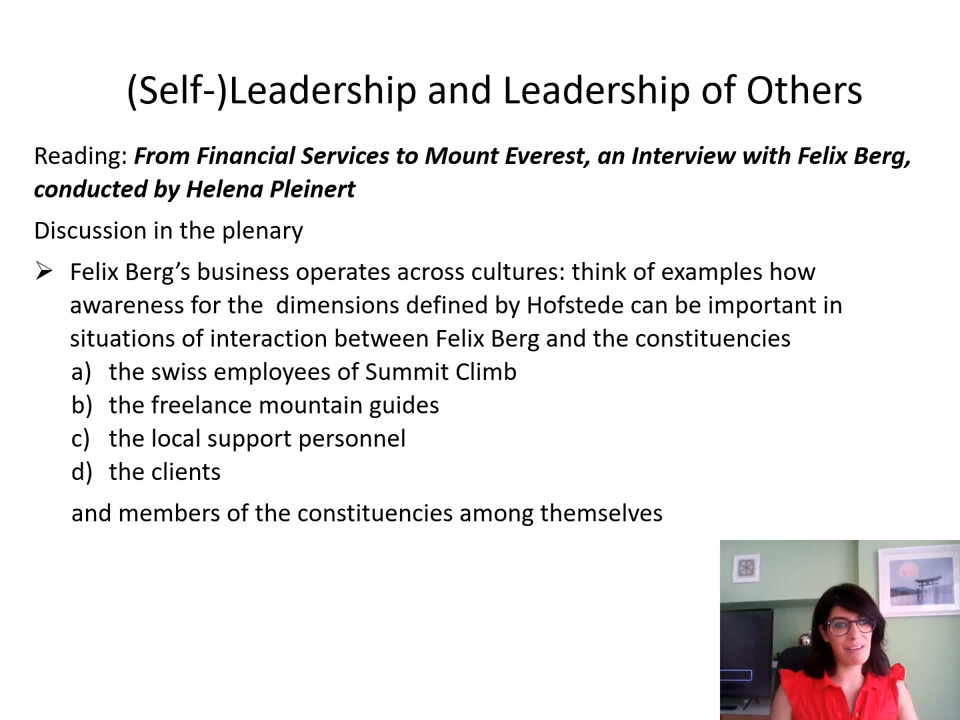 (Self-)Leadership and Leadership of Others
Reading: From Financial Services to Mount Everest, an Interview with Felix Berg,
conducted by Helena Pleinert
Discussion in the plenary
➢ Felix Berg’s business operates across cultures: think of examples how
awareness for the dimensions defined by Hofstede can be important in
situations of interaction between Felix Berg and the constituencies
a) the swiss employees of Summit Climb
b) the freelance mountain guides
c) the local support personnel
d) the clients
and members of the constituencies among themselves